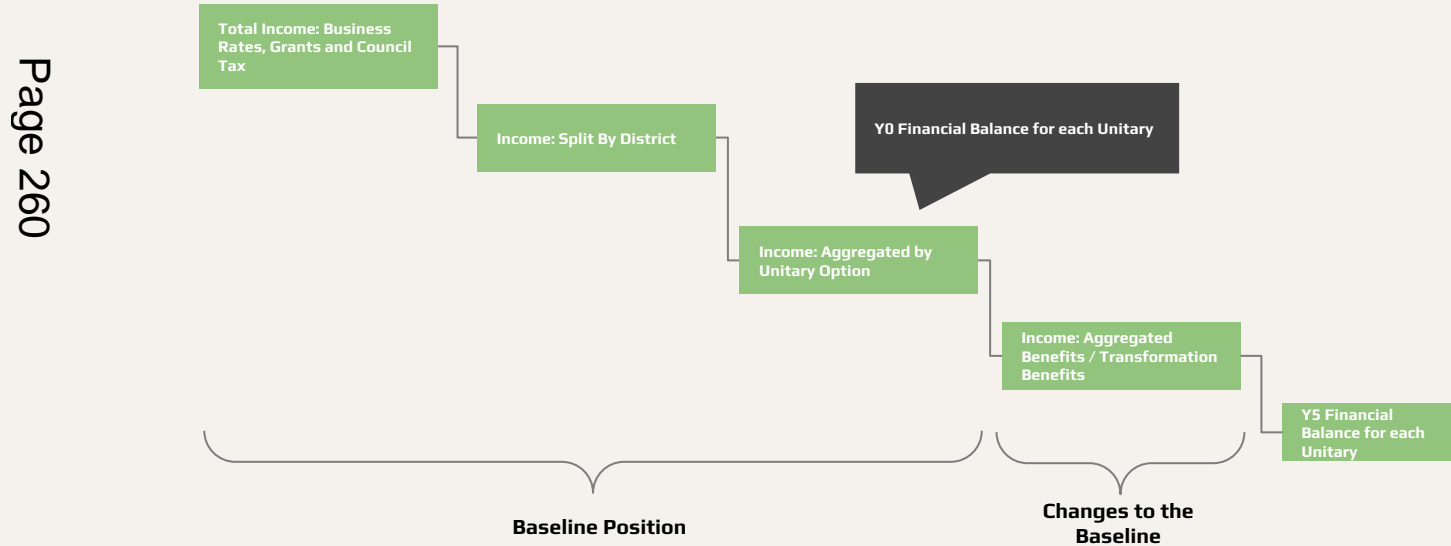 Page 260
Total Income: Business
Rates, Grants and Council
Tax
Income: Split By District
Y0 Financial Balance for each Unitary
Income: Aggregated by
Unitary Option
Income: Aggregated
Benefits / Transformation
Benefits
Y5 Financial
Balance for each
Unitary
Baseline Position
Changes to the
Baseline